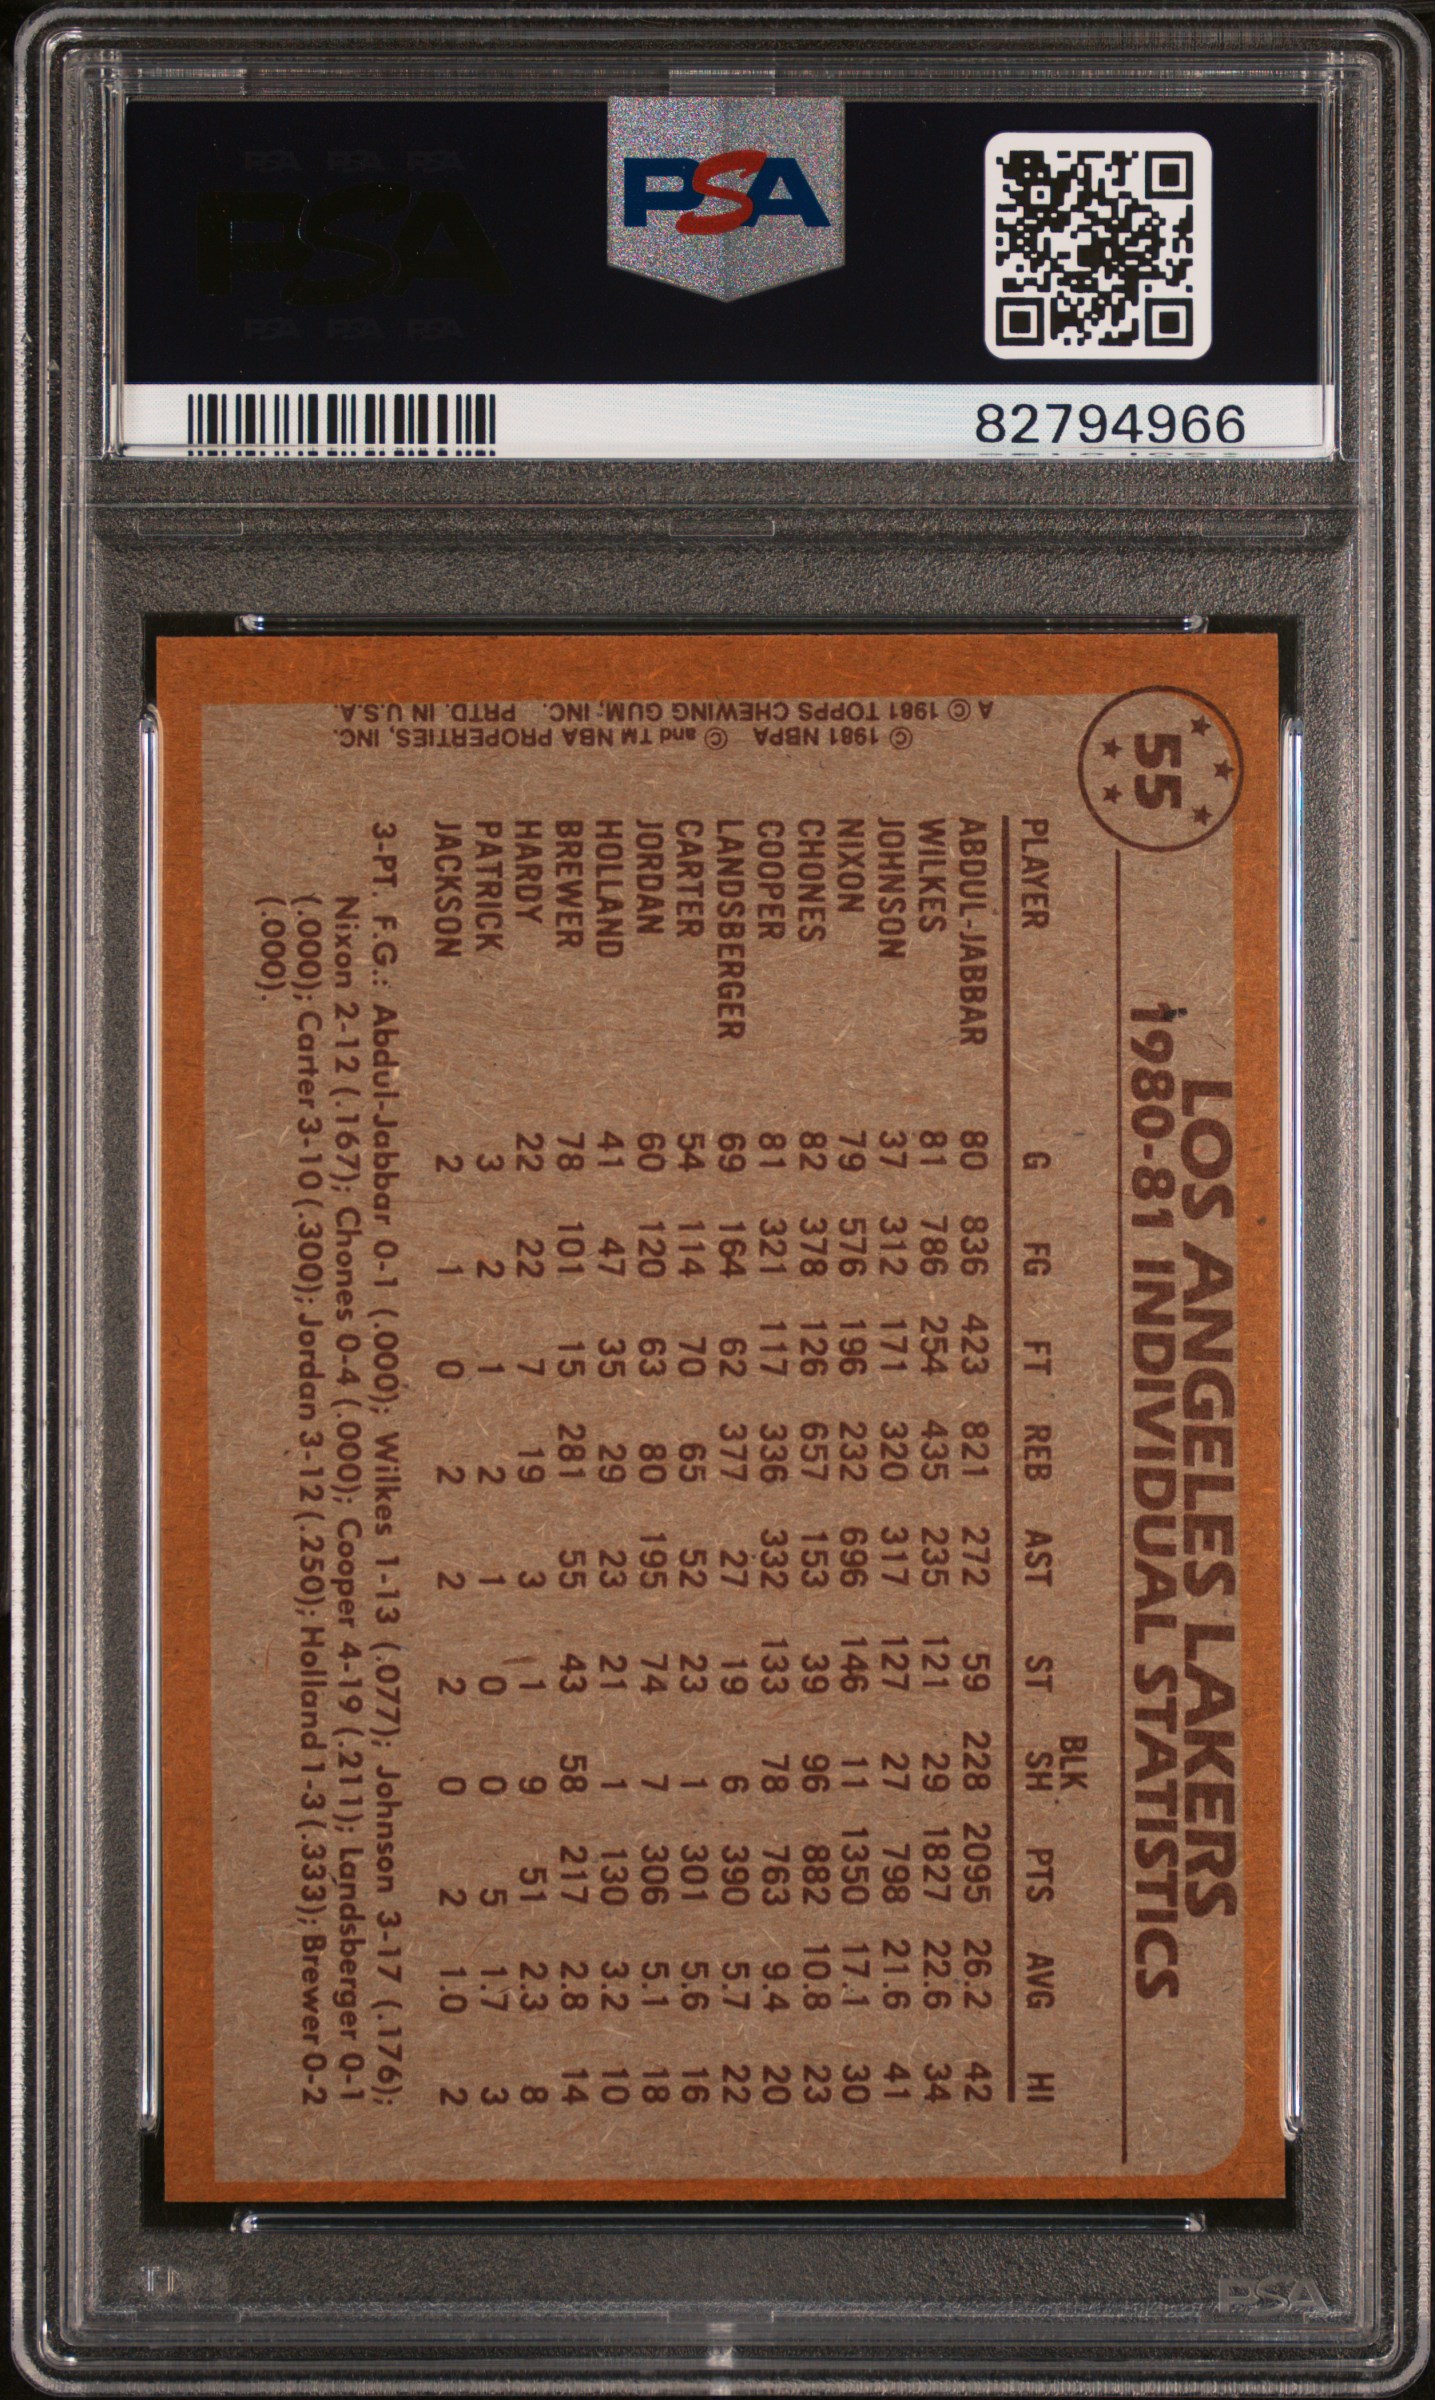 PSA PSA PSA
PSA
PSA PSA PSA
PSA
82794966
55
LOS ANGELES LAKERS
1980-81 INDIVIDUAL STATISTICS
PLAYER G FG FT REB AST ST BLK. SH PTS AVG HI
ABDUL-JABBAR 80 836 423 821 272 59 228 2095 26.2 42
WILKES 81 786 254 435 235 121 29 1827 22.6 34
JOHNSON 37 312 171 320 317 127 27 798 21.6 41
NIXON 79 576 196 232 696 146 11 1350 17.1 30
CHONES 82 378 126 657 153 39 96 882 10.8 23
COOPER 81 321 117 336 332 133 78 763 9.4 20
LANDSBERGER 69 164 62 377 27 19 6 390 5.7 22
CARTER 54 114 70 65 52 23 1 301 5.6 16
JORDAN 60 120 63 80 195 74 7 306 5.1 18
HOLLAND 41 47 35 29 23 21 1 130 3.2 10
BREWER 78 101 15 281 55 43 58 217 2.8 14
HARDY 22 22 7 19 3 1 9 51 2.3 8
PATRICK 3 2 1 2 1 0 0 5 1.7 3
JACKSON 2 1 0 2 2 2 0 2 1.0 2
3-PT. F.G.: Abdul-Jabbar 0-1 (.000); Wilkes 1-13 (.077); Johnson 3-17 (.176);
Nixon 2-12 (.167); Chones 0-4 (.000); Cooper 4-19 (.211); Landsberger 0-1
(.000); Carter 3-10 (.300); Jordan 3-12 (.250); Holland 1-3 (.333); Brewer 0-2
(.000).
© 1981 NBPA © and TM NBA PROPERTIES, INC.
A © 1981 TOPPS CHEWING GUM, INC. PRTD. IN U.S.A.
PSA